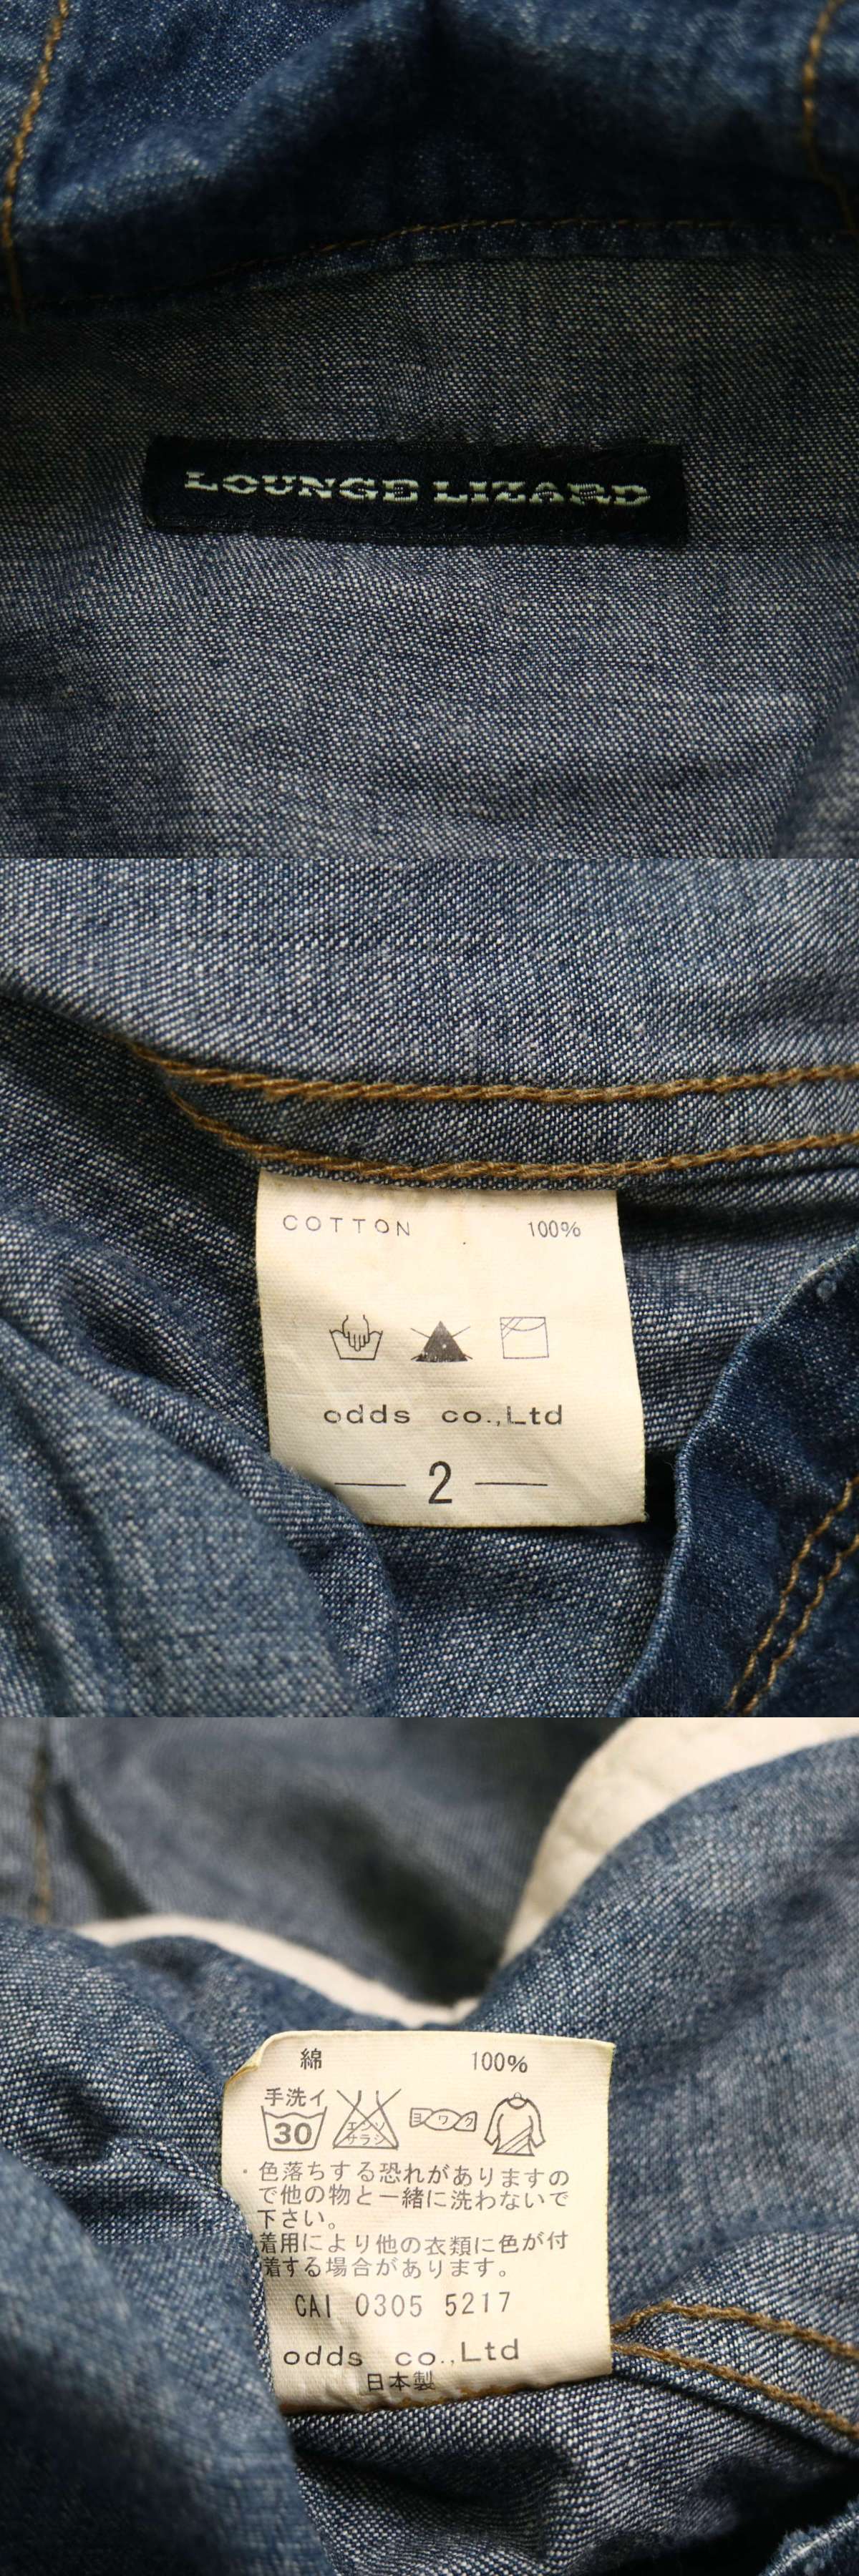 LOUNGE LIZARD
COTTON 100%
odds co.,Ltd
2
綿 100%
手洗イ
30
エンソ
サラシ
ヨワク
・色落ちする恐れがありますの
で他の物と一緒に洗わないで
下さい。
着用により他の衣類に色が付
着する場合があります。
CAI 0305 5217
odds co.,Ltd
日本製